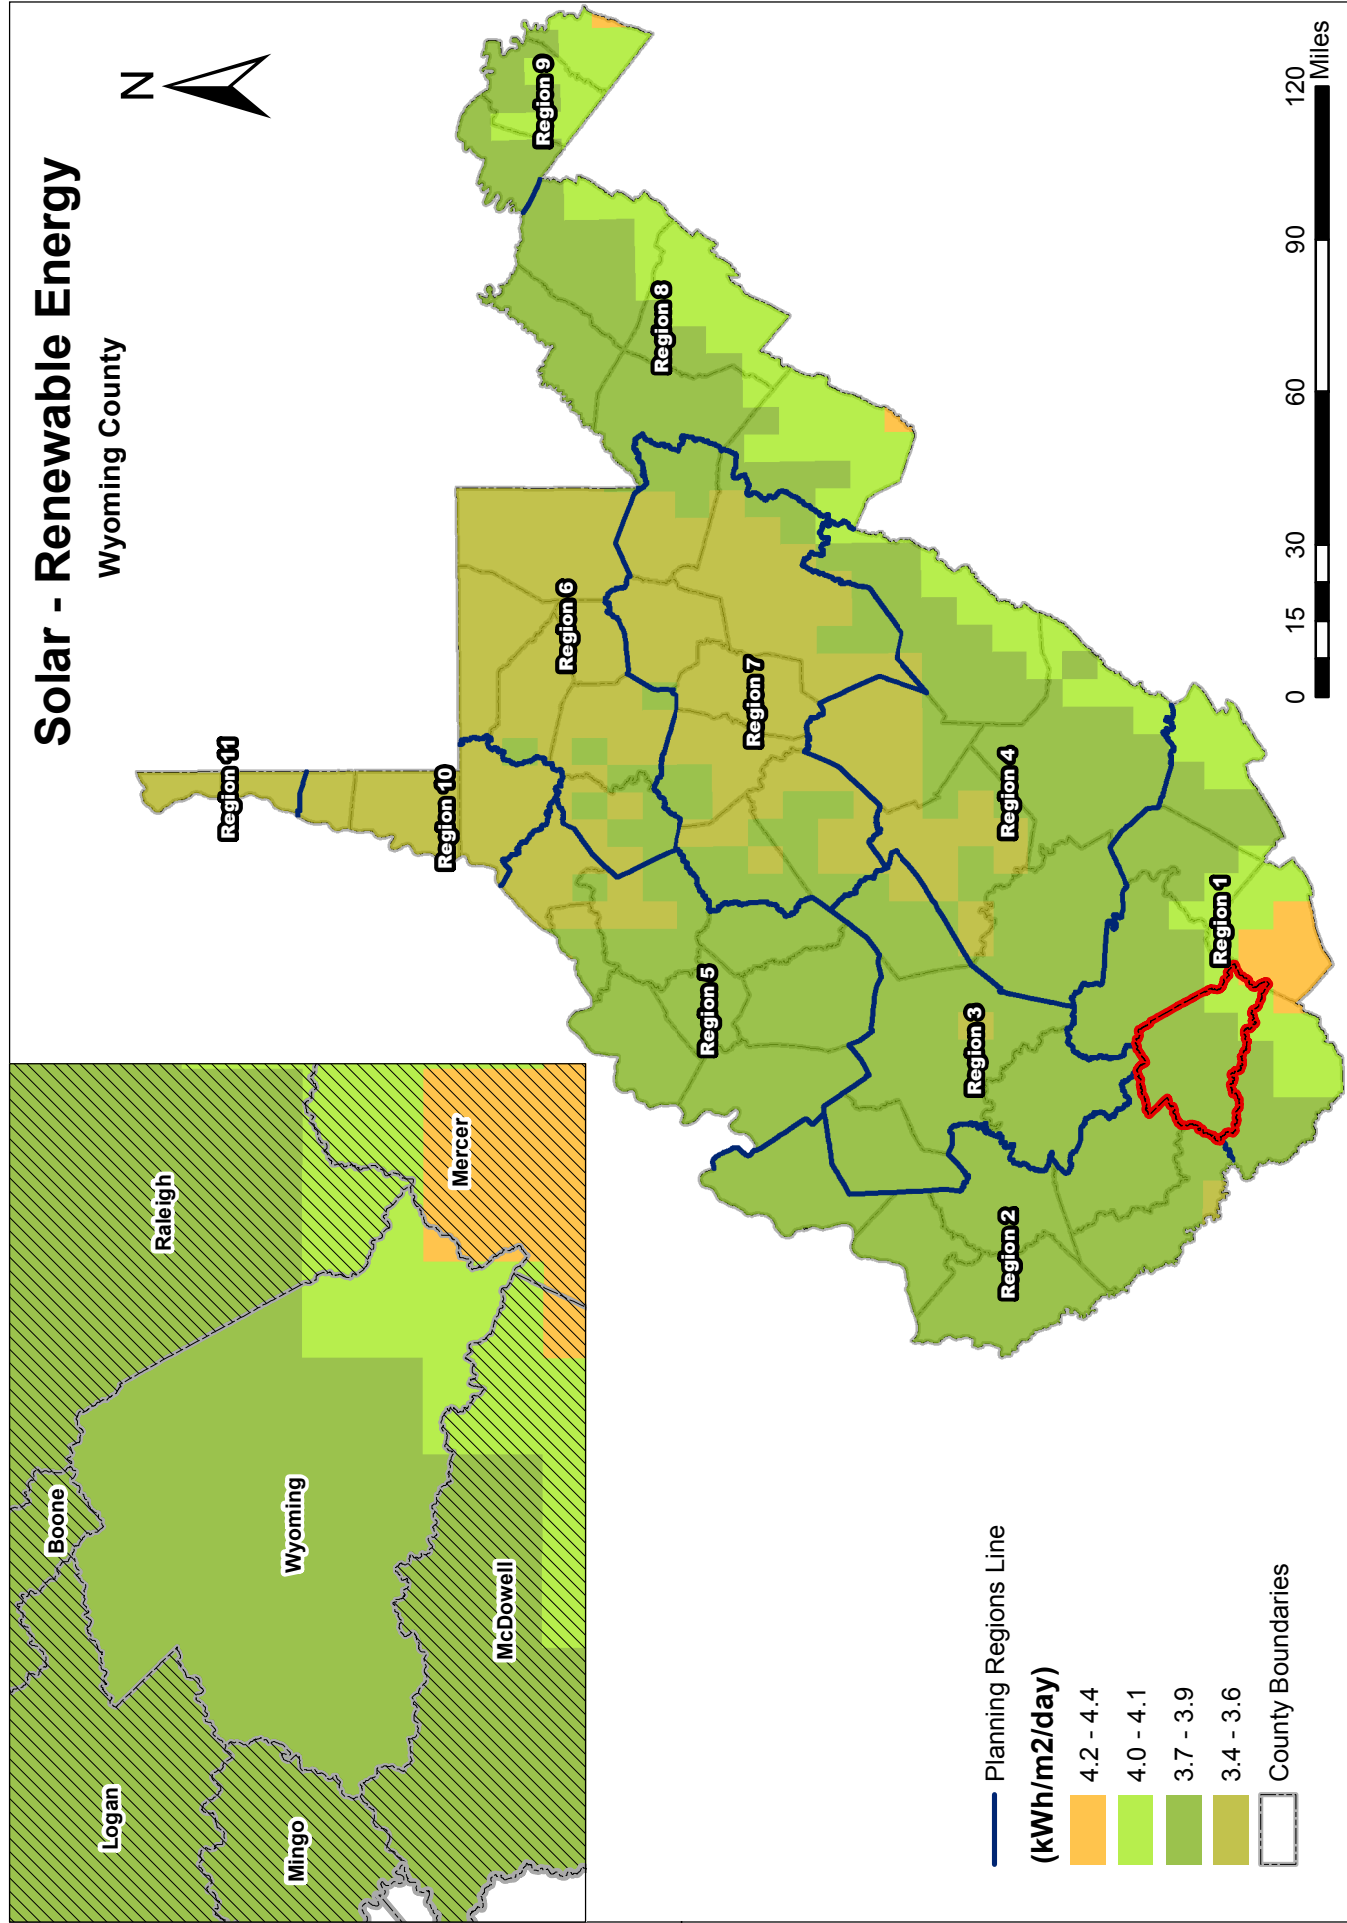 Solar - Renewable Energy
Wyoming County
N
Logan
Boone
Raleigh
Mingo
Wyoming
McDowell
Mercer
Region 11
Region 10
Region 6
Region 9
Region 8
Region 5
Region 7
Region 3
Region 4
Region 2
Region 1
Planning Regions Line
(kWh/m2/day)
4.2 - 4.4
4.0 - 4.1
3.7 - 3.9
3.4 - 3.6
County Boundaries
0 15 30 60 90 120
Miles